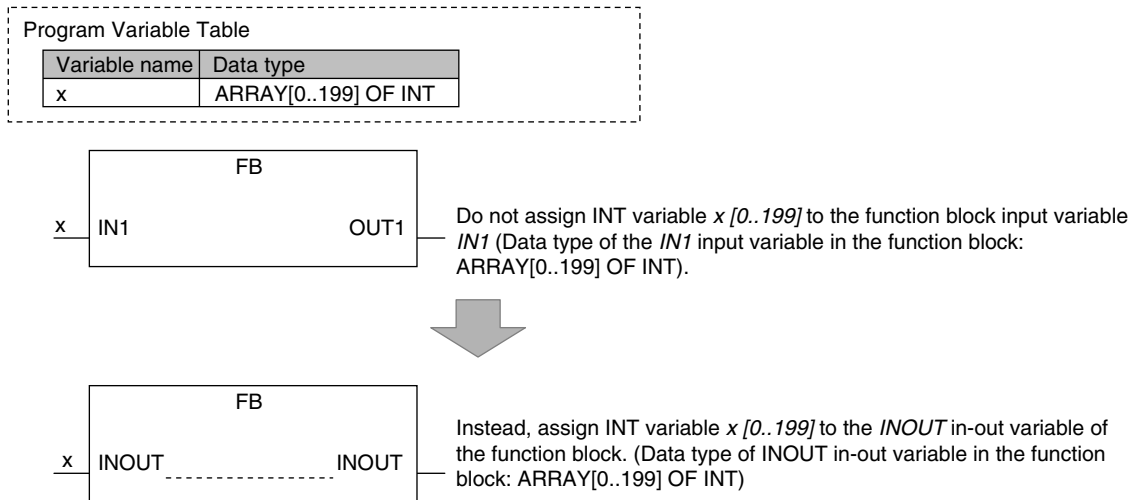 Program Variable Table
Variable name Data type
x ARRAY[0..199] OF INT
FB
x IN1 OUT1
Do not assign INT variable x [0..199] to the function block input variable
IN1 (Data type of the IN1 input variable in the function block:
ARRAY[0..199] OF INT).
FB
x INOUT INOUT
Instead, assign INT variable x [0..199] to the INOUT in-out variable of
the function block. (Data type of INOUT in-out variable in the function
block: ARRAY[0..199] OF INT)